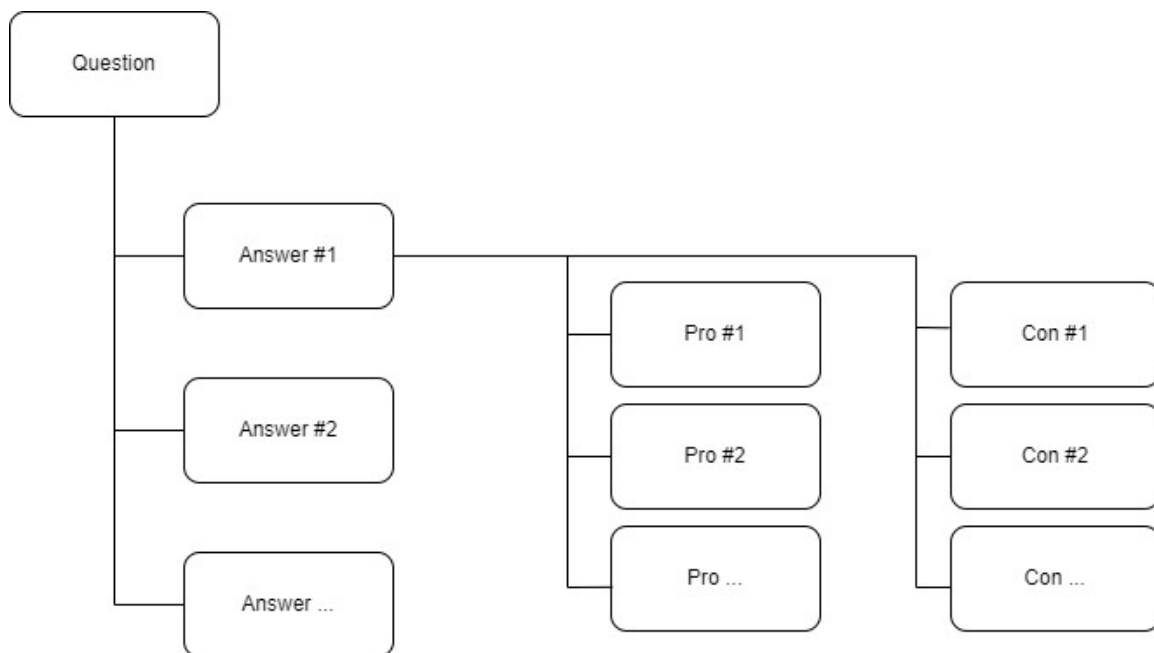 Question
Answer #1
Pro #1
Con #1
Answer #2
Pro #2
Con #2
Answer ...
Pro ...
Con ...